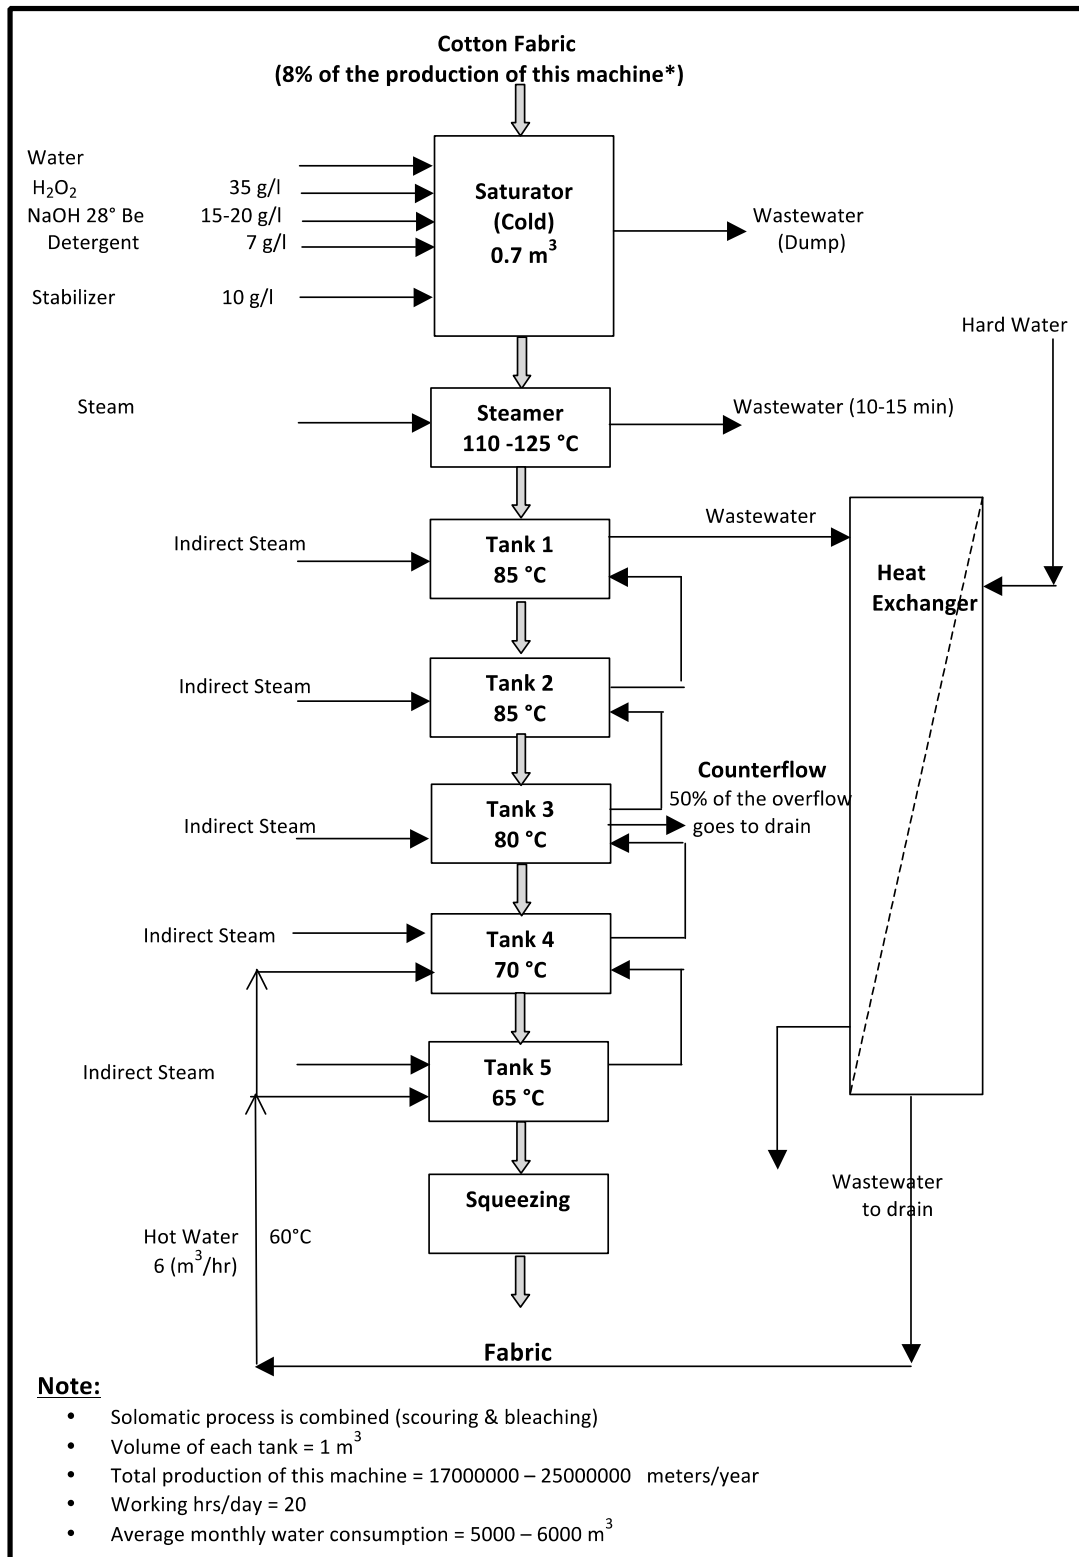 Cotton Fabric
(8% of the production of this machine*)
Water
H₂O₂ 35 g/l
NaOH 28° Be 15-20 g/l
Detergent 7 g/l
Stabilizer 10 g/l
Saturator
(Cold)
0.7 m³
Wastewater
(Dump)
Hard Water
Steam
Steamer
110 -125 °C
Wastewater (10-15 min)
Wastewater
Indirect Steam
Tank 1
85 °C
Heat
Exchanger
Indirect Steam
Tank 2
85 °C
Counterflow
50% of the overflow
goes to drain
Indirect Steam
Tank 3
80 °C
Indirect Steam
Tank 4
70 °C
Indirect Steam
Tank 5
65 °C
Squeezing
Wastewater
to drain
Hot Water 60°C
6 (m³/hr)
Fabric
Note:
• Solomatic process is combined (scouring & bleaching)
• Volume of each tank = 1 m³
• Total production of this machine = 17000000 – 25000000 meters/year
• Working hrs/day = 20
• Average monthly water consumption = 5000 – 6000 m³